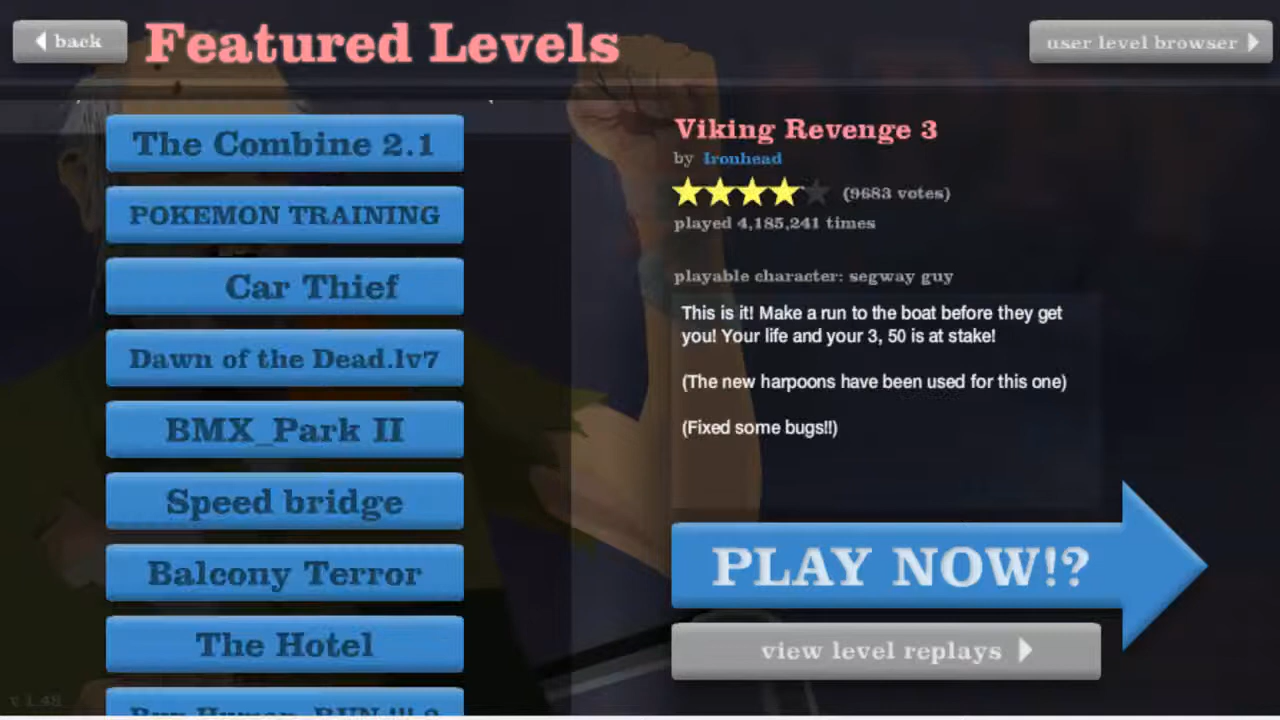 back
Featured Levels
user level browser
The Combine 2.1
POKEMON TRAINING
Car Thief
Dawn of the Dead.lv7
BMX_Park II
Speed bridge
Balcony Terror
The Hotel
Viking Revenge 3
by Ironhead
(9683 votes)
played 4,185,241 times
playable character: segway guy
This is it! Make a run to the boat before they get
you! Your life and your 3, 50 is at stake!
(The new harpoons have been used for this one)
(Fixed some bugs!!)
PLAY NOW!?
view level replays
v 1.48